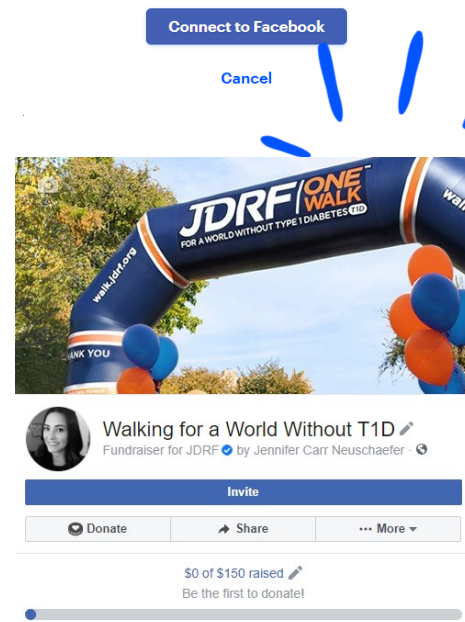 Connect to Facebook
Cancel
JDRF ONE WALK™
FOR A WORLD WITHOUT TYPE 1 DIABETES T1D
walk.jdrf.org
THANK YOU
Walking for a World Without T1D
Fundraiser for JDRF by Jennifer Carr Neuschaefer ·
Invite
Donate
Share
··· More
$0 of $150 raised
Be the first to donate!